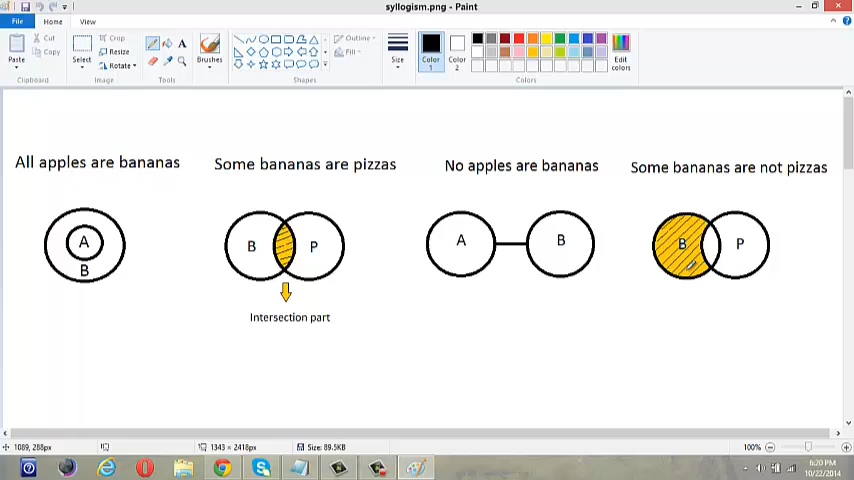 syllogism.png - Paint
File Home View
Paste
Cut
Copy
Clipboard
Select
Crop
Resize
Rotate
Image
Tools
Brushes
Shapes
Outline
Fill
Size
Color 1
Color 2
Edit colors
Colors
All apples are bananas
Some bananas are pizzas
No apples are bananas
Some bananas are not pizzas
A
B
B P
Intersection part
A B
B P
1089, 288px
1343 × 2418px
Size: 89.5KB
100%
6:20 PM
10/22/2014